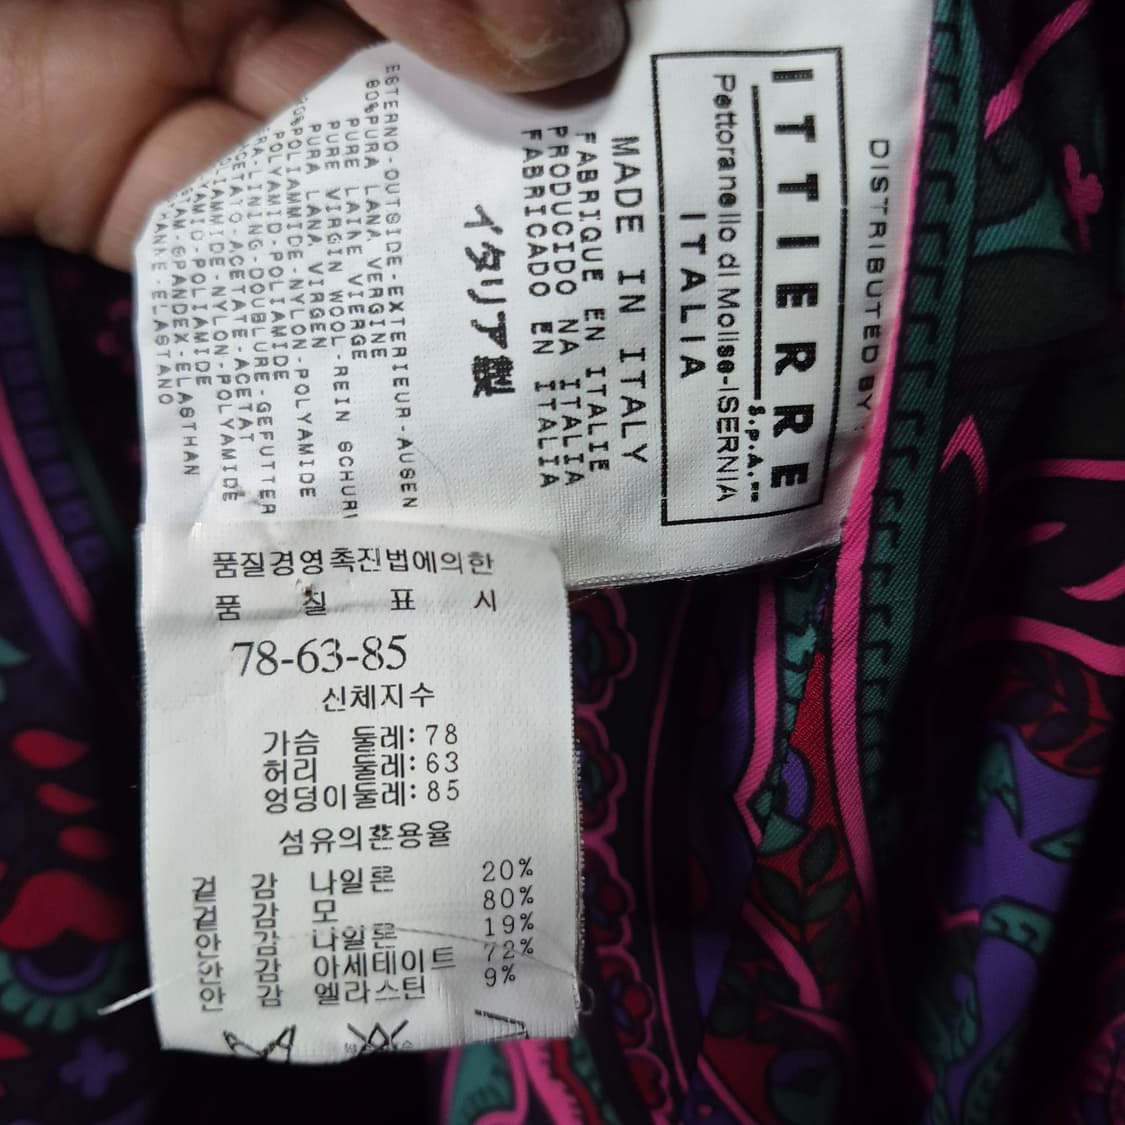 DISTRIBUTED BY
ITTIERRE
S.p.A.
Pettoranello di Molise-ISERNIA
ITALIA
MADE IN ITALY
FABRIQUE EN ITALIE
PRODUCIDO NA ITALIA
FABRICADO EN ITALIA
イタリア製
ESTERNO-OUTSIDE-EXTERIEUR-AUSEN
80%PURA LANA VERGINE
PURE LAINE VIERGE
PURE VIRGIN WOOL-REIN SCHUR
PURA LANA VIRGEN
POLIAMMIDE-NYLON-POLYAMIDE
POLYAMID-POLIAMIDE
LINING-DOUBLURE-GEFUTTER
ACETATO-ACETATE-ACETAT
NYLON-POLYAMIDE
POLIAMIDE
SPANDEX-ELASTHAN
ELASTANO
품질경영촉진법에의한
품 질 표 시
78-63-85
신체지수
가슴 둘레:78
허리 둘레:63
엉덩이둘레:85
섬유의혼용율
겉 감 나일론 20%
겉 감 모 80%
안 감 나일론 19%
안 감 아세테이트 72%
안 감 엘라스틴 9%